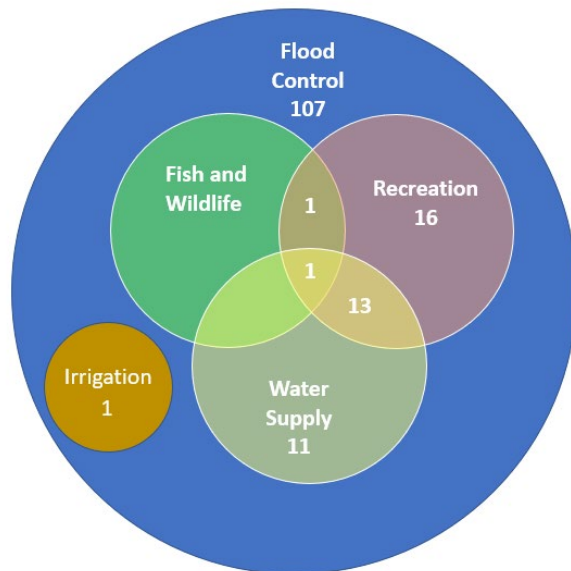 Flood
Control
107
Fish and
Wildlife
1
Recreation
16
1
13
Irrigation
1
Water
Supply
11